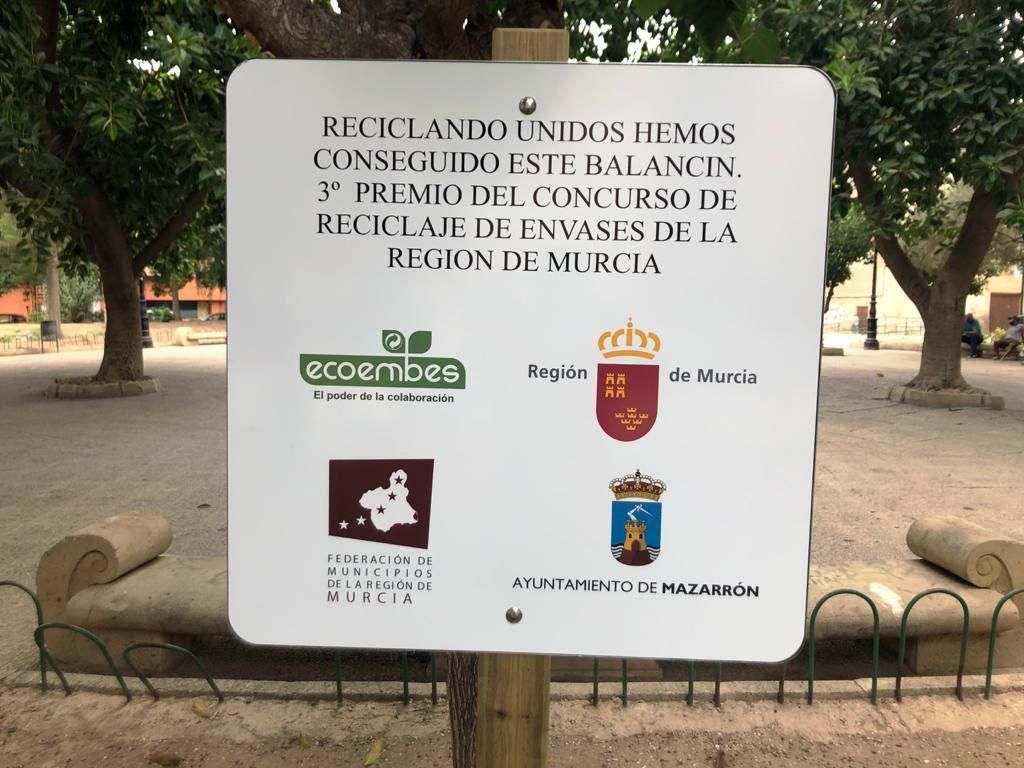 RECICLANDO UNIDOS HEMOS
CONSEGUIDO ESTE BALANCIN.
3º PREMIO DEL CONCURSO DE
RECICLAJE DE ENVASES DE LA
REGION DE MURCIA
ecoembes
El poder de la colaboración
Región de Murcia
FEDERACIÓN DE
MUNICIPIOS
DE LA REGIÓN DE
MURCIA
AYUNTAMIENTO DE MAZARRÓN